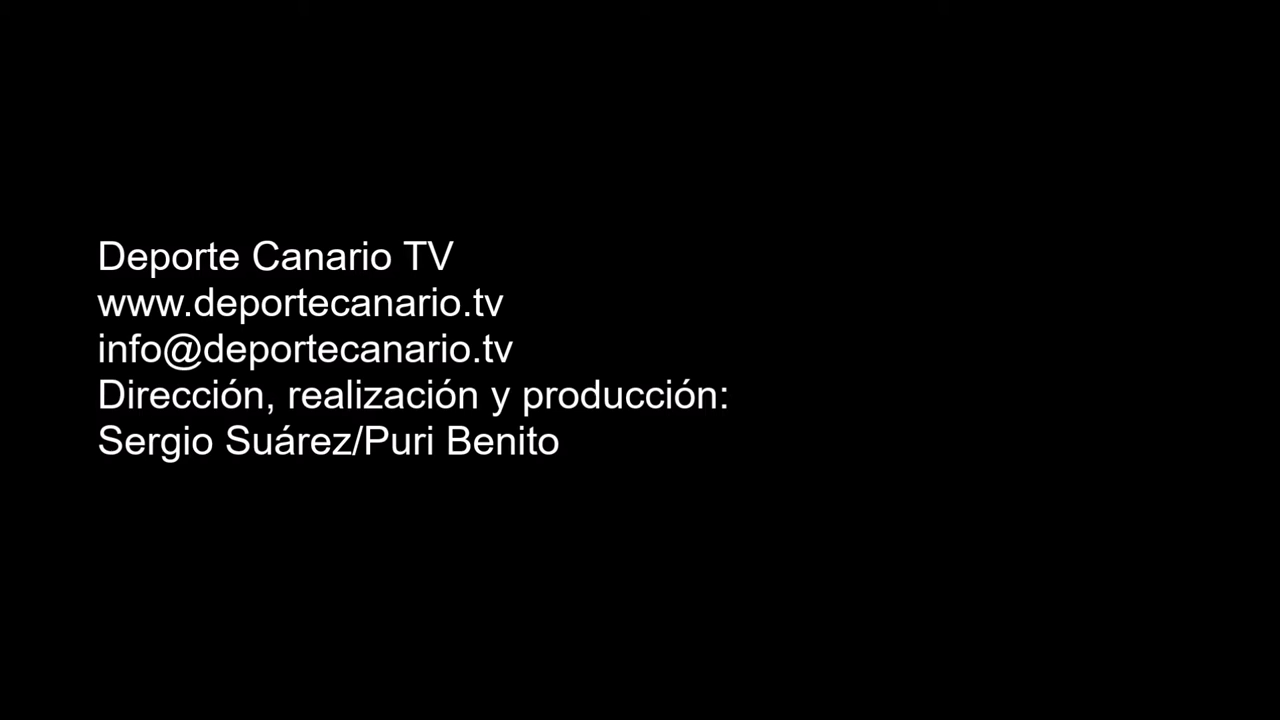 Deporte Canario TV
www.deportecanario.tv
info@deportecanario.tv
Dirección, realización y producción:
Sergio Suárez/Puri Benito